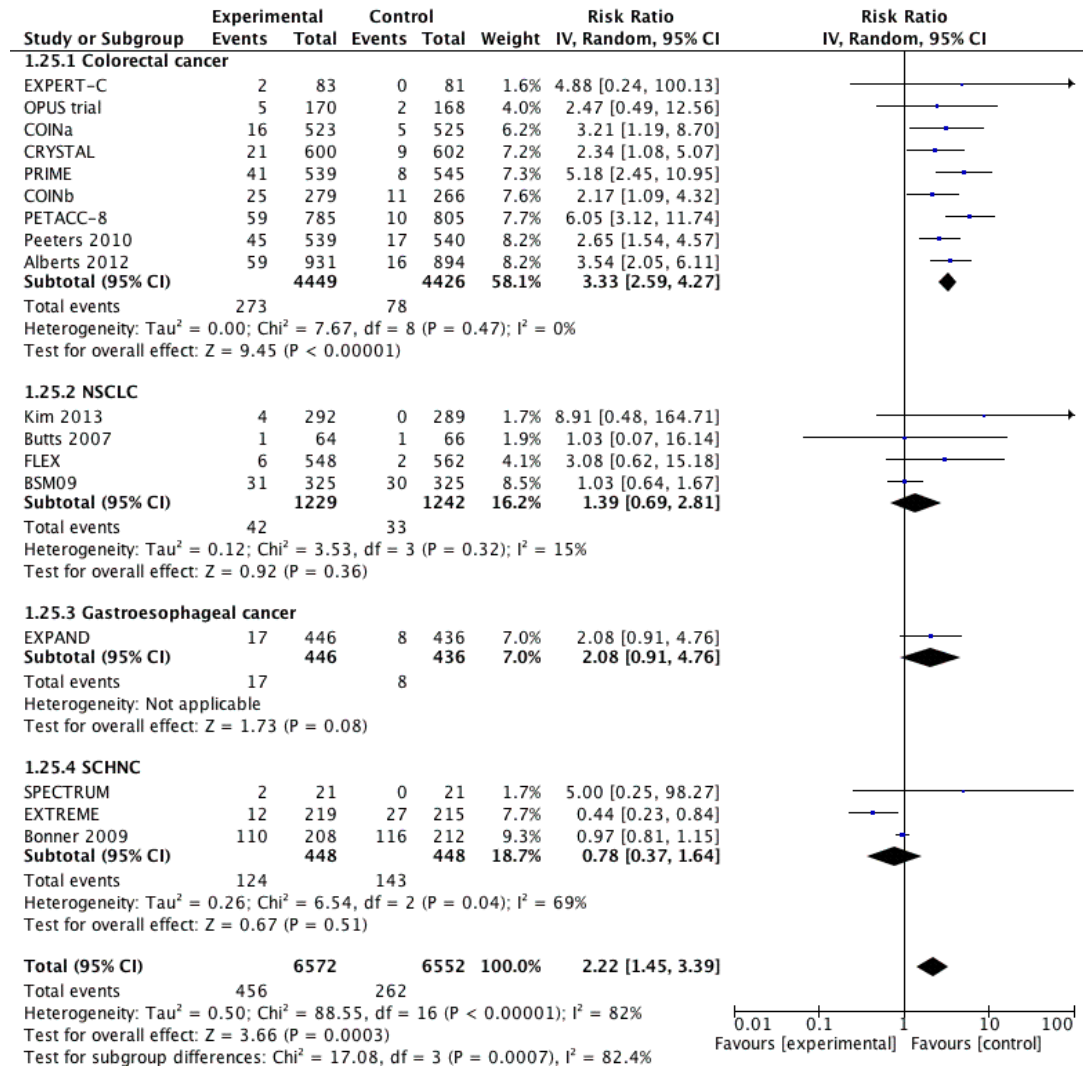 Experimental Control Risk Ratio Risk Ratio
Study or Subgroup Events Total Events Total Weight IV, Random, 95% CI IV, Random, 95% CI
1.25.1 Colorectal cancer
EXPERT-C 2 83 0 81 1.6% 4.88 [0.24, 100.13]
OPUS trial 5 170 2 168 4.0% 2.47 [0.49, 12.56]
COINa 16 523 5 525 6.2% 3.21 [1.19, 8.70]
CRYSTAL 21 600 9 602 7.2% 2.34 [1.08, 5.07]
PRIME 41 539 8 545 7.3% 5.18 [2.45, 10.95]
COINb 25 279 11 266 7.6% 2.17 [1.09, 4.32]
PETACC-8 59 785 10 805 7.7% 6.05 [3.12, 11.74]
Peeters 2010 45 539 17 540 8.2% 2.65 [1.54, 4.57]
Alberts 2012 59 931 16 894 8.2% 3.54 [2.05, 6.11]
Subtotal (95% CI) 4449 4426 58.1% 3.33 [2.59, 4.27]
Total events 273 78
Heterogeneity: Tau² = 0.00; Chi² = 7.67, df = 8 (P = 0.47); I² = 0%
Test for overall effect: Z = 9.45 (P < 0.00001)
1.25.2 NSCLC
Kim 2013 4 292 0 289 1.7% 8.91 [0.48, 164.71]
Butts 2007 1 64 1 66 1.9% 1.03 [0.07, 16.14]
FLEX 6 548 2 562 4.1% 3.08 [0.62, 15.18]
BSM09 31 325 30 325 8.5% 1.03 [0.64, 1.67]
Subtotal (95% CI) 1229 1242 16.2% 1.39 [0.69, 2.81]
Total events 42 33
Heterogeneity: Tau² = 0.12; Chi² = 3.53, df = 3 (P = 0.32); I² = 15%
Test for overall effect: Z = 0.92 (P = 0.36)
1.25.3 Gastroesophageal cancer
EXPAND 17 446 8 436 7.0% 2.08 [0.91, 4.76]
Subtotal (95% CI) 446 436 7.0% 2.08 [0.91, 4.76]
Total events 17 8
Heterogeneity: Not applicable
Test for overall effect: Z = 1.73 (P = 0.08)
1.25.4 SCHNC
SPECTRUM 2 21 0 21 1.7% 5.00 [0.25, 98.27]
EXTREME 12 219 27 215 7.7% 0.44 [0.23, 0.84]
Bonner 2009 110 208 116 212 9.3% 0.97 [0.81, 1.15]
Subtotal (95% CI) 448 448 18.7% 0.78 [0.37, 1.64]
Total events 124 143
Heterogeneity: Tau² = 0.26; Chi² = 6.54, df = 2 (P = 0.04); I² = 69%
Test for overall effect: Z = 0.67 (P = 0.51)
Total (95% CI) 6572 6552 100.0% 2.22 [1.45, 3.39]
Total events 456 262
Heterogeneity: Tau² = 0.50; Chi² = 88.55, df = 16 (P < 0.00001); I² = 82%
Test for overall effect: Z = 3.66 (P = 0.0003)
Test for subgroup differences: Chi² = 17.08, df = 3 (P = 0.0007), I² = 82.4%
0.01 0.1 1 10 100
Favours [experimental] Favours [control]